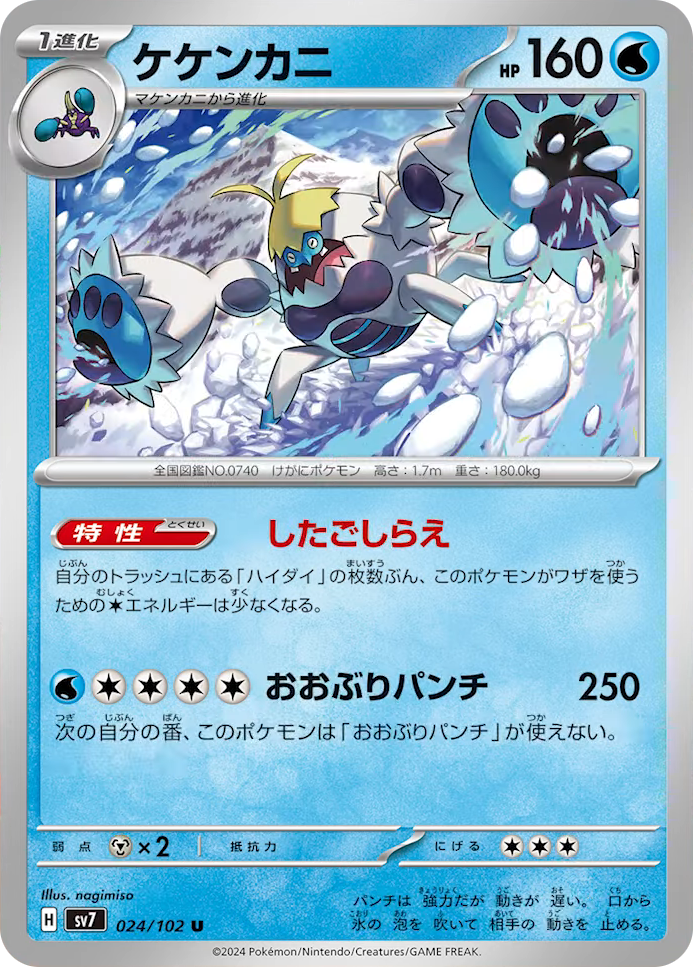 1進化
ケケンカニ
HP 160
マケンカニから進化
全国図鑑NO.0740 けがにポケモン 高さ：1.7m 重さ：180.0kg
特性 とくせい したごしらえ
自分のトラッシュにある「ハイダイ」の枚数ぶん、このポケモンがワザを使う
ための エネルギーは少なくなる。
おおぶりパンチ 250
次の自分の番、このポケモンは「おおぶりパンチ」が使えない。
弱点 ×2 抵抗力 にげる
Illus. nagimiso
パンチは 強力だが 動きが 遅い。 口から
氷の 泡を 吹いて 相手の 動きを 止める。
H sv7 024/102 U
©2024 Pokémon/Nintendo/Creatures/GAME FREAK.